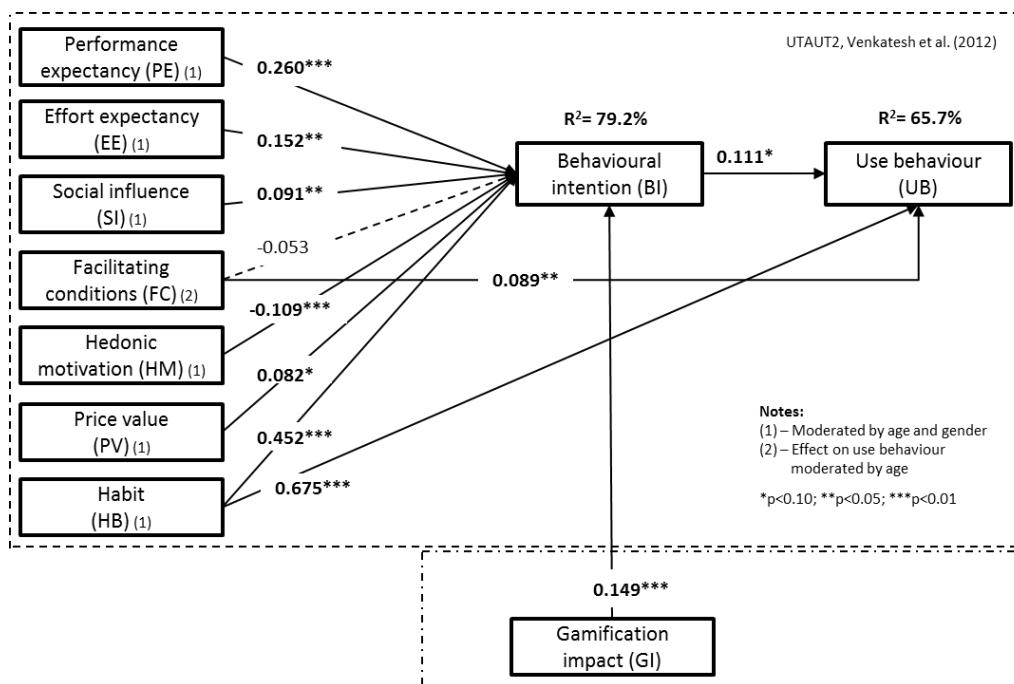 UTAUT2, Venkatesh et al. (2012)
Performance
expectancy (PE) (1)
0.260***
Effort expectancy
(EE) (1)
0.152**
Social influence
(SI) (1)
0.091**
Facilitating
conditions (FC) (2)
-0.053
0.089**
Hedonic
motivation (HM) (1)
-0.109***
Price value
(PV) (1)
0.082*
Habit
(HB) (1)
0.452***
0.675***
R²= 79.2%
Behavioural
intention (BI)
0.111*
R²= 65.7%
Use behaviour
(UB)
Notes:
(1) – Moderated by age and gender
(2) – Effect on use behaviour
moderated by age
*p<0.10; **p<0.05; ***p<0.01
0.149***
Gamification
impact (GI)